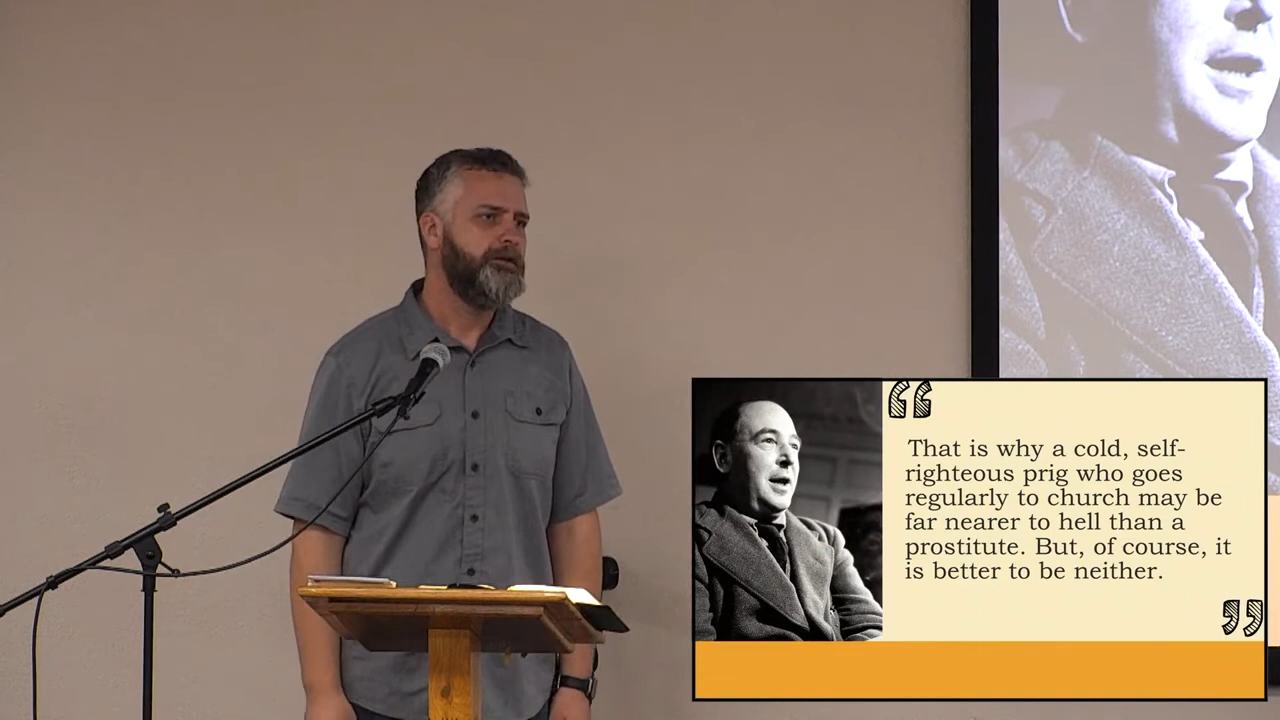 That is why a cold, self-
righteous prig who goes
regularly to church may be
far nearer to hell than a
prostitute. But, of course, it
is better to be neither.